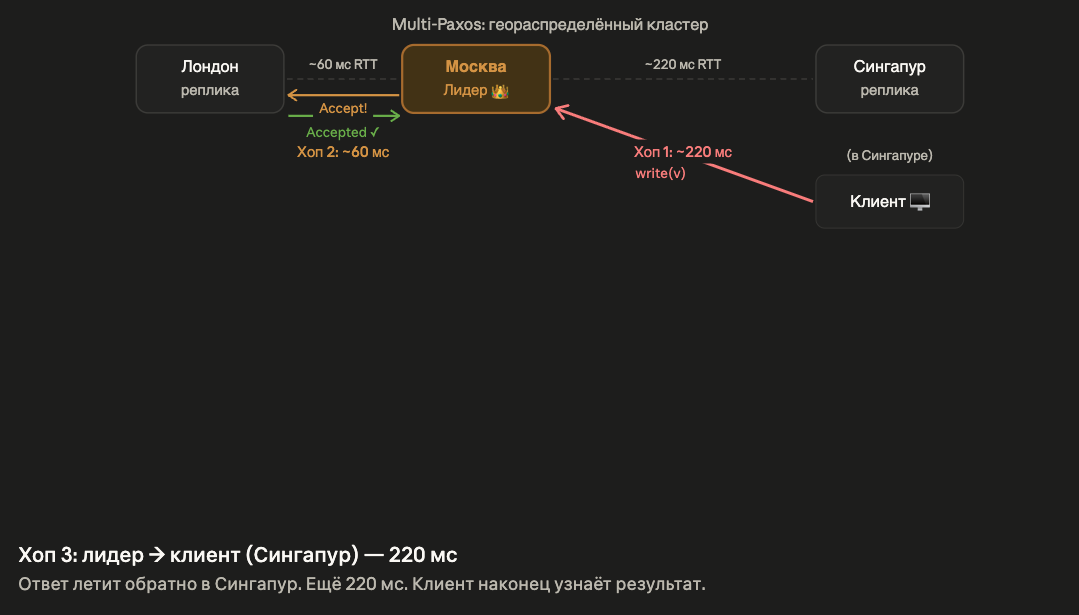 Multi-Paxos: геораспределённый кластер
Лондон
реплика
~60 мс RTT
Москва
Лидер 👑
~220 мс RTT
Сингапур
реплика
Accept!
Accepted ✓
Хоп 2: ~60 мс
Хоп 1: ~220 мс
write(v)
(в Сингапуре)
Клиент 🖥️
Хоп 3: лидер → клиент (Сингапур) — 220 мс
Ответ летит обратно в Сингапур. Ещё 220 мс. Клиент наконец узнаёт результат.